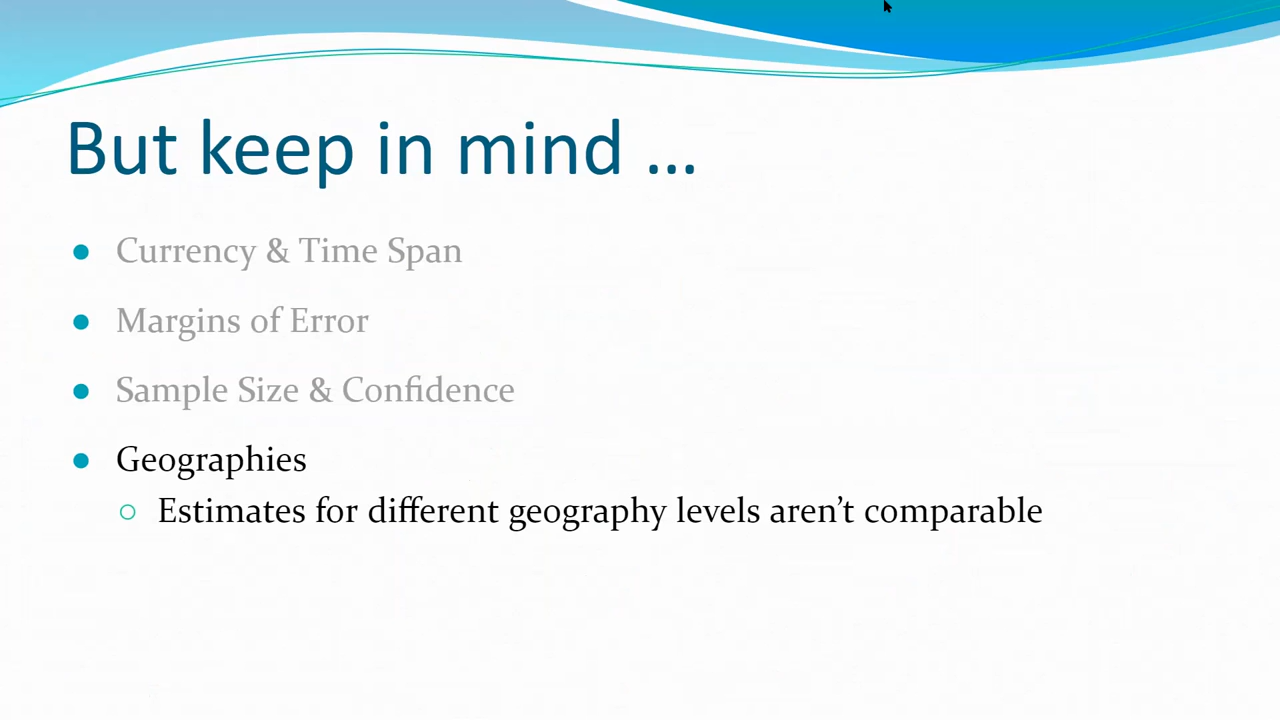 But keep in mind ...
Currency & Time Span
Margins of Error
Sample Size & Confidence
Geographies
Estimates for different geography levels aren’t comparable